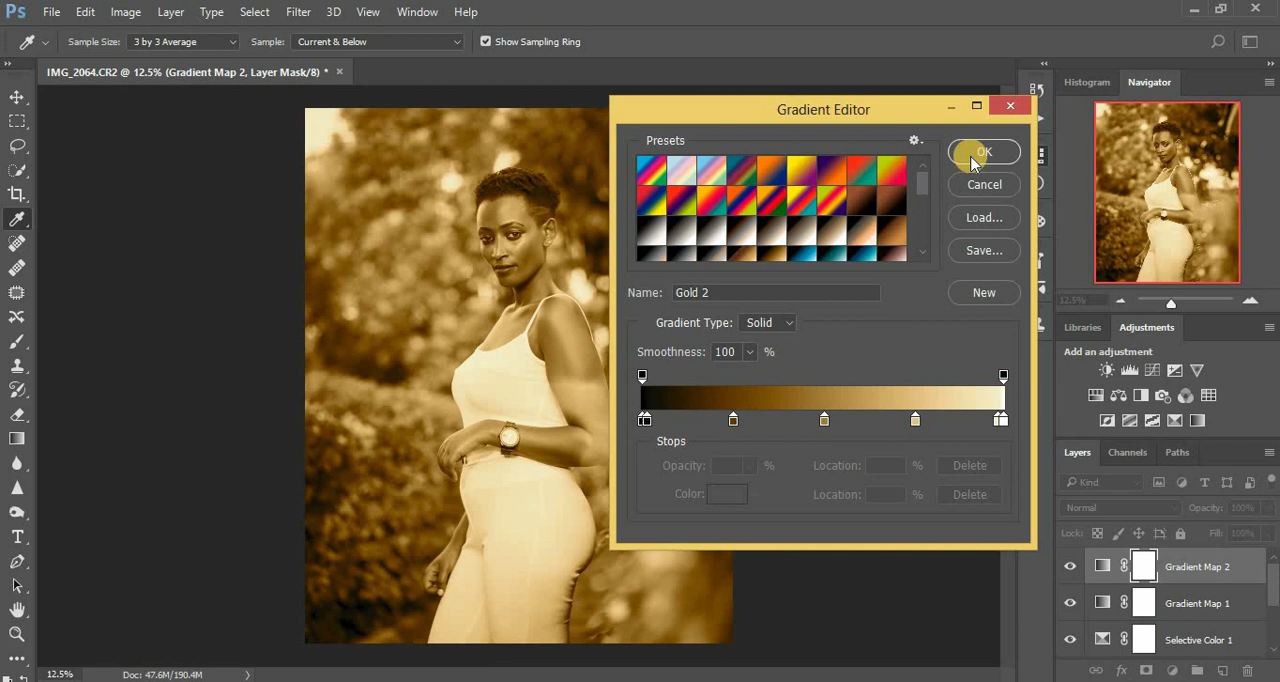 Ps File Edit Image Layer Type Select Filter 3D View Window Help
Sample Size: 3 by 3 Average Sample: Current & Below Show Sampling Ring
IMG_2064.CR2 @ 12.5% (Gradient Map 2, Layer Mask/8) * ×
Gradient Editor
Presets
OK
Cancel
Load...
Save...
Name: Gold 2
New
Gradient Type: Solid
Smoothness: 100 %
Stops
Opacity: % Location: % Delete
Color: Location: % Delete
Histogram Navigator
12.5%
Libraries Adjustments
Add an adjustment
Layers Channels Paths
Kind
Normal Opacity: 100%
Lock: Fill: 100%
Gradient Map 2
Gradient Map 1
Selective Color 1
fx
12.5% Doc: 47.6M/190.4M